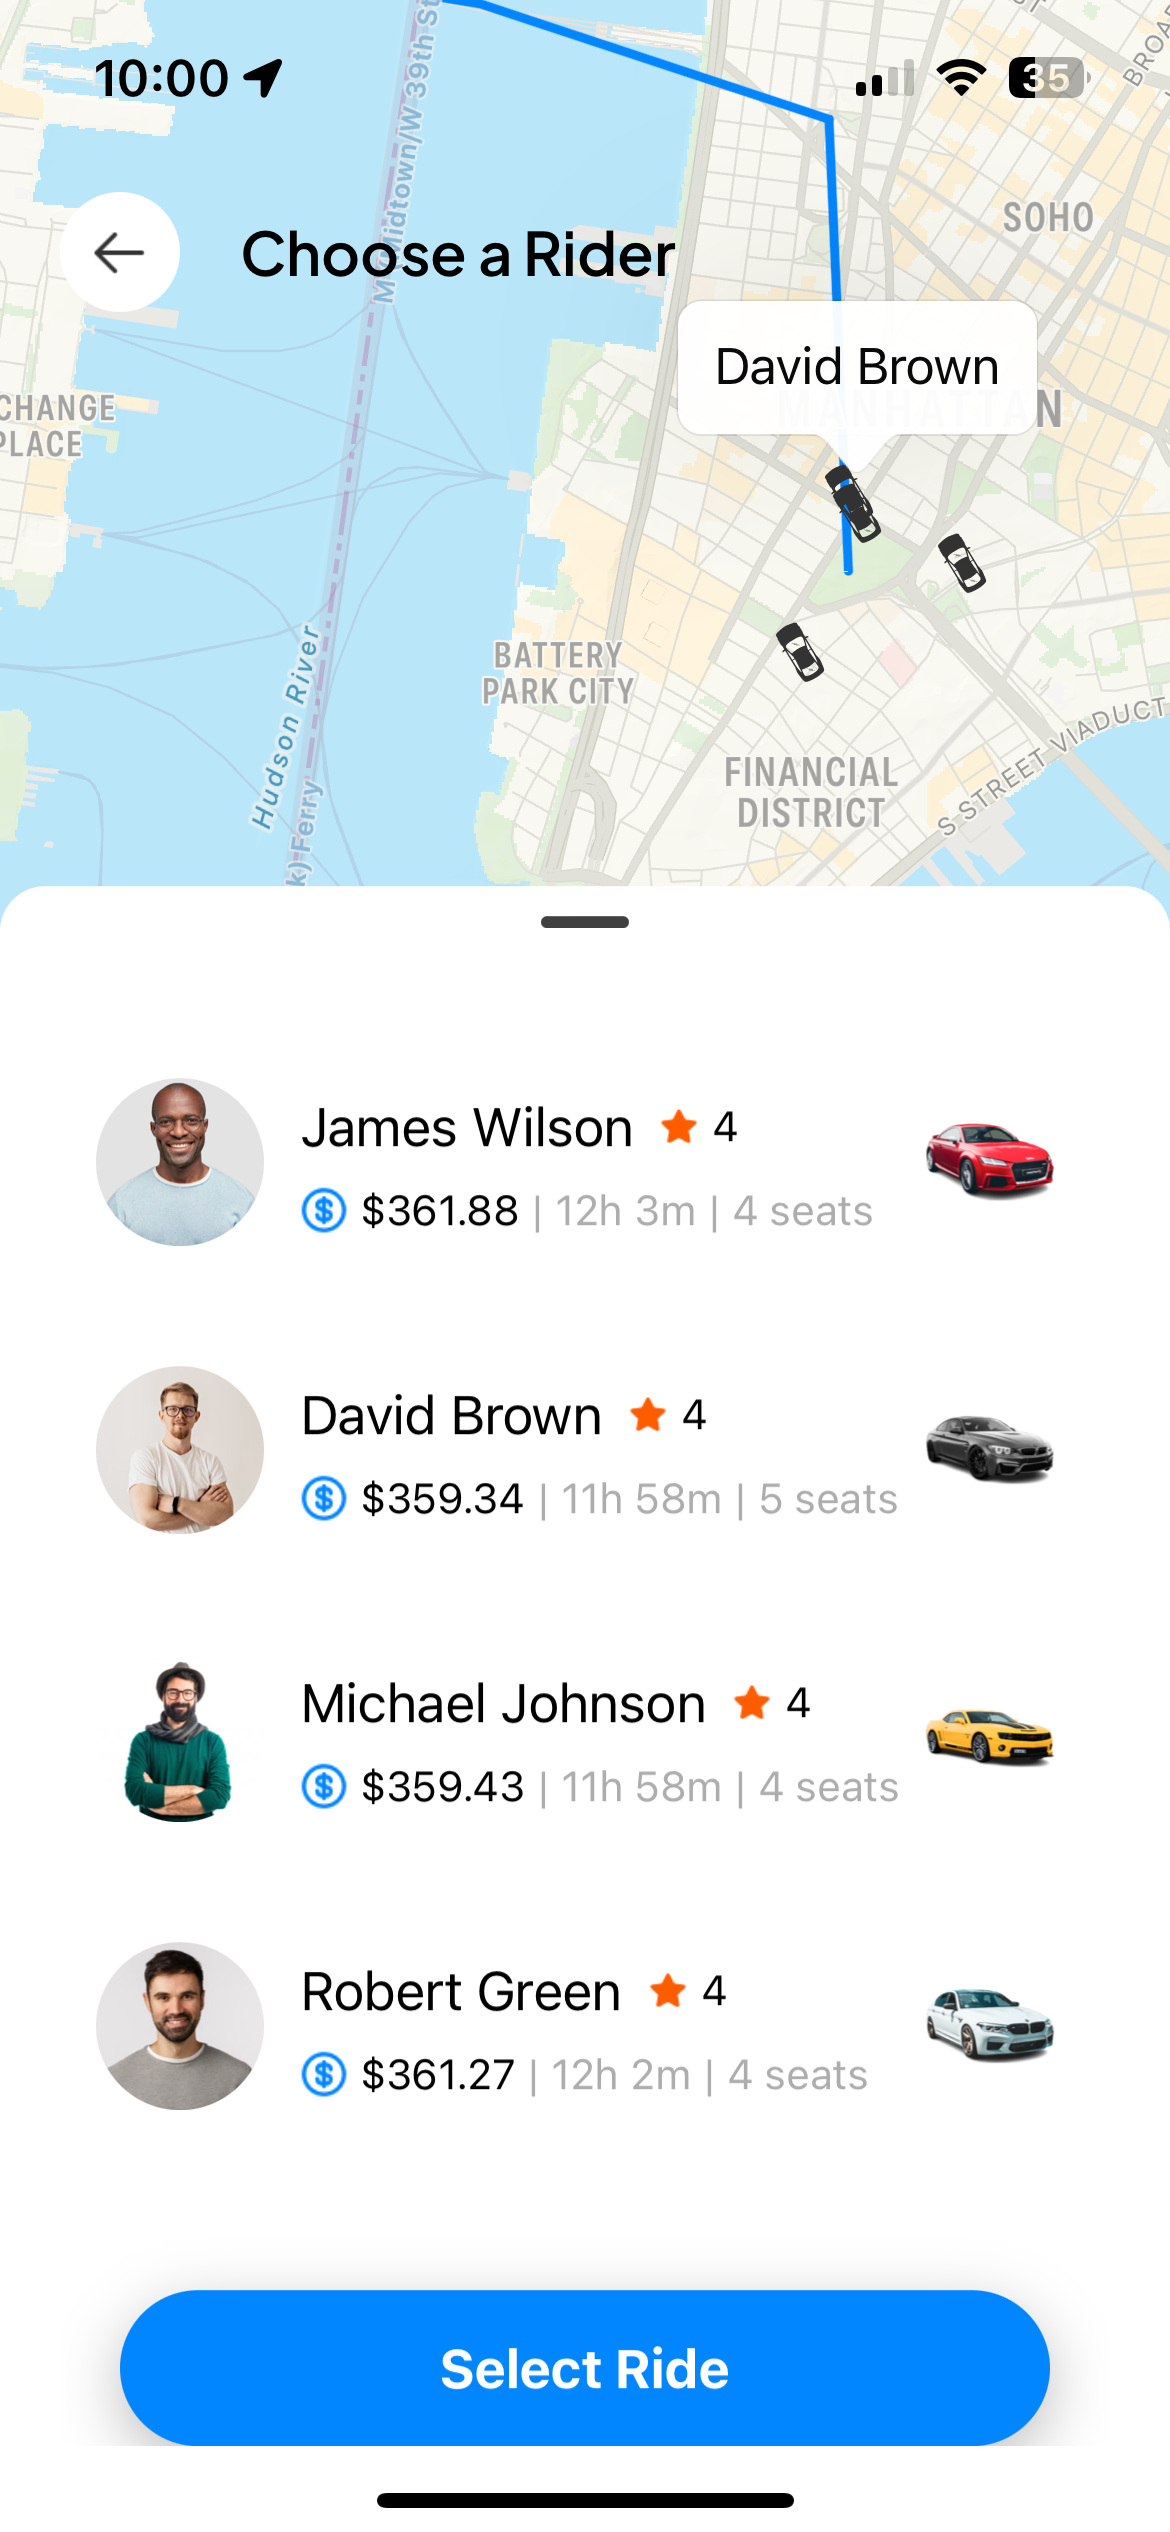 10:00
35
My(Midtown/W 39th St
BROA
SOHO
Choose a Rider
David Brown
MANHATTAN
CHANGE
PLACE
BATTERY
PARK CITY
Hudson River
k) Ferry
FINANCIAL
DISTRICT
S STREET VIADUCT
James Wilson 4
$361.88 | 12h 3m | 4 seats
David Brown 4
$359.34 | 11h 58m | 5 seats
Michael Johnson 4
$359.43 | 11h 58m | 4 seats
Robert Green 4
$361.27 | 12h 2m | 4 seats
Select Ride